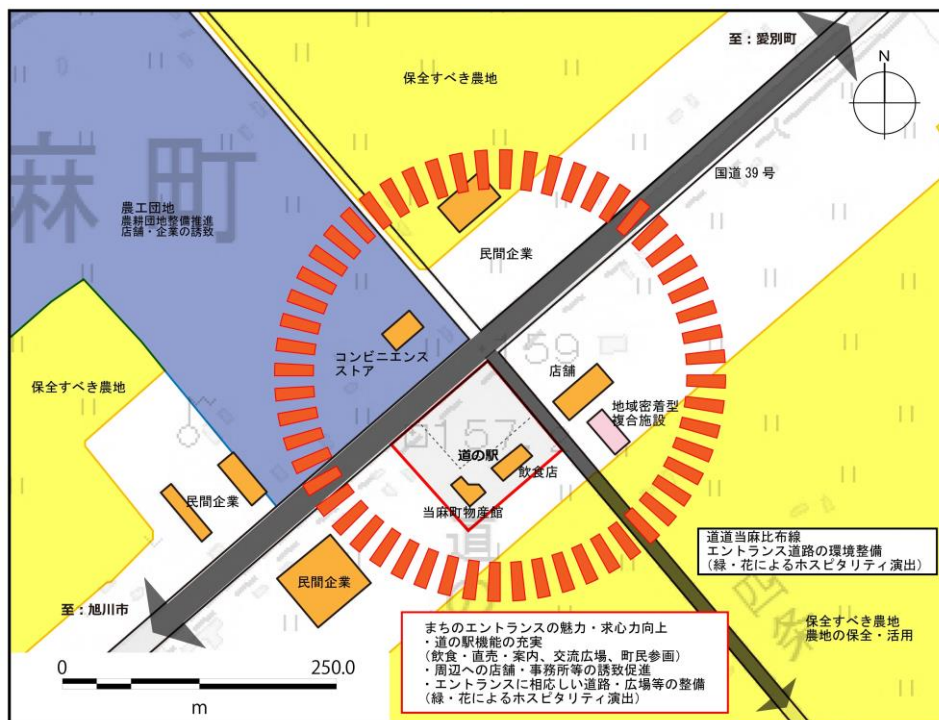 至：愛別町
保全すべき農地
N
麻町
国道39号
農工団地
農耕団地整備推進
店舗・企業の誘致
民間企業
コンビニエンス
ストア
159
店舗
保全すべき農地
地域密着型
複合施設
157.
道の駅
飲食店
民間企業
当麻町物産館
道道当麻比布線
エントランス道路の環境整備
（緑・花によるホスピタリティ演出）
民間企業
至：旭川市
保全すべき農地
農地の保全・活用
まちのエントランスの魅力・求心力向上
・道の駅機能の充実
（飲食・直売・案内、交流広場、町民参画）
・周辺への店舗・事務所等の誘致促進
・エントランスに相応しい道路・広場等の整備
（緑・花によるホスピタリティ演出）
0 250.0
m
道の
四条